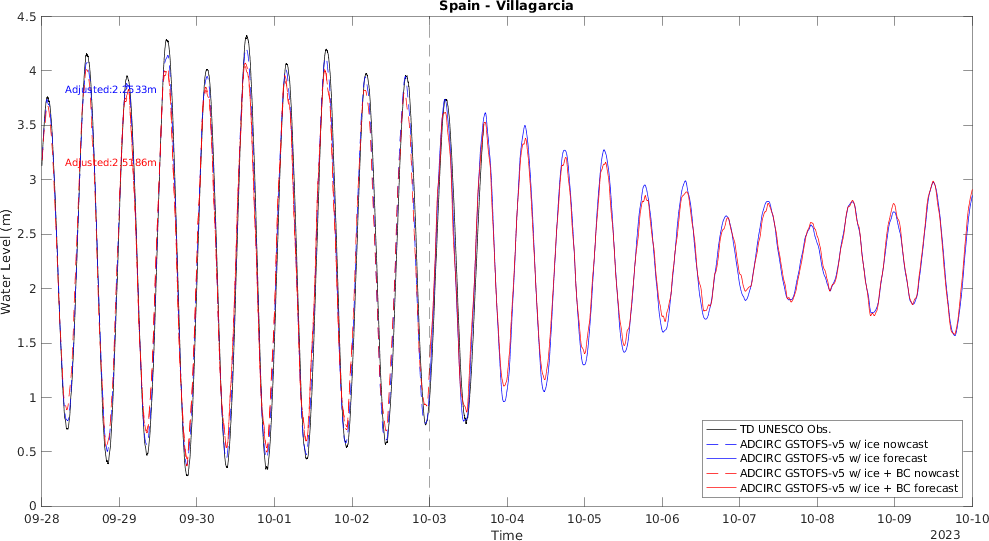 Spain - Villagarcia
4.5
4
3.5
3
2.5
2
1.5
1
0.5
0
Water Level (m)
Adjusted:2.2533m
Adjusted:2.5186m
TD UNESCO Obs.
ADCIRC GSTOFS-v5 w/ ice nowcast
ADCIRC GSTOFS-v5 w/ ice forecast
ADCIRC GSTOFS-v5 w/ ice + BC nowcast
ADCIRC GSTOFS-v5 w/ ice + BC forecast
09-28 09-29 09-30 10-01 10-02 10-03 10-04 10-05 10-06 10-07 10-08 10-09 10-10
Time
2023